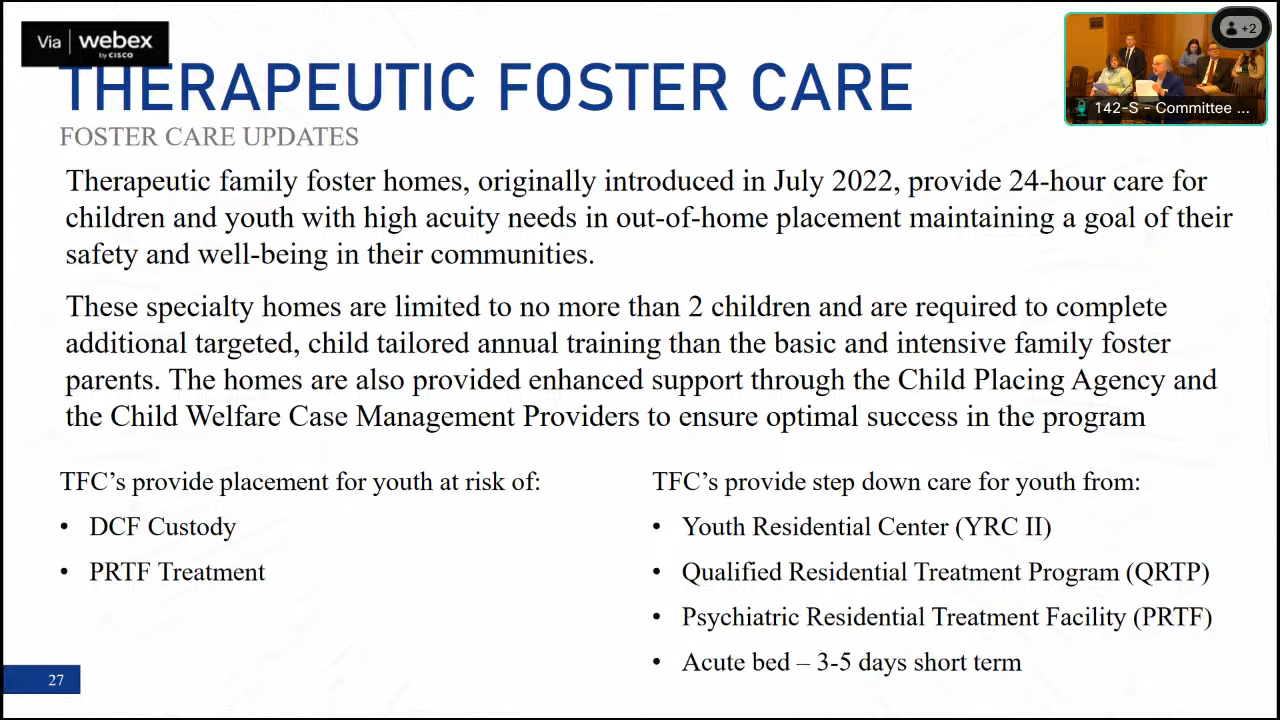 Via webex
by CISCO
+2
142-S - Committee ...
THERAPEUTIC FOSTER CARE
FOSTER CARE UPDATES
Therapeutic family foster homes, originally introduced in July 2022, provide 24-hour care for
children and youth with high acuity needs in out-of-home placement maintaining a goal of their
safety and well-being in their communities.
These specialty homes are limited to no more than 2 children and are required to complete
additional targeted, child tailored annual training than the basic and intensive family foster
parents. The homes are also provided enhanced support through the Child Placing Agency and
the Child Welfare Case Management Providers to ensure optimal success in the program
TFC’s provide placement for youth at risk of:
• DCF Custody
• PRTF Treatment
TFC’s provide step down care for youth from:
• Youth Residential Center (YRC II)
• Qualified Residential Treatment Program (QRTP)
• Psychiatric Residential Treatment Facility (PRTF)
• Acute bed – 3-5 days short term
27